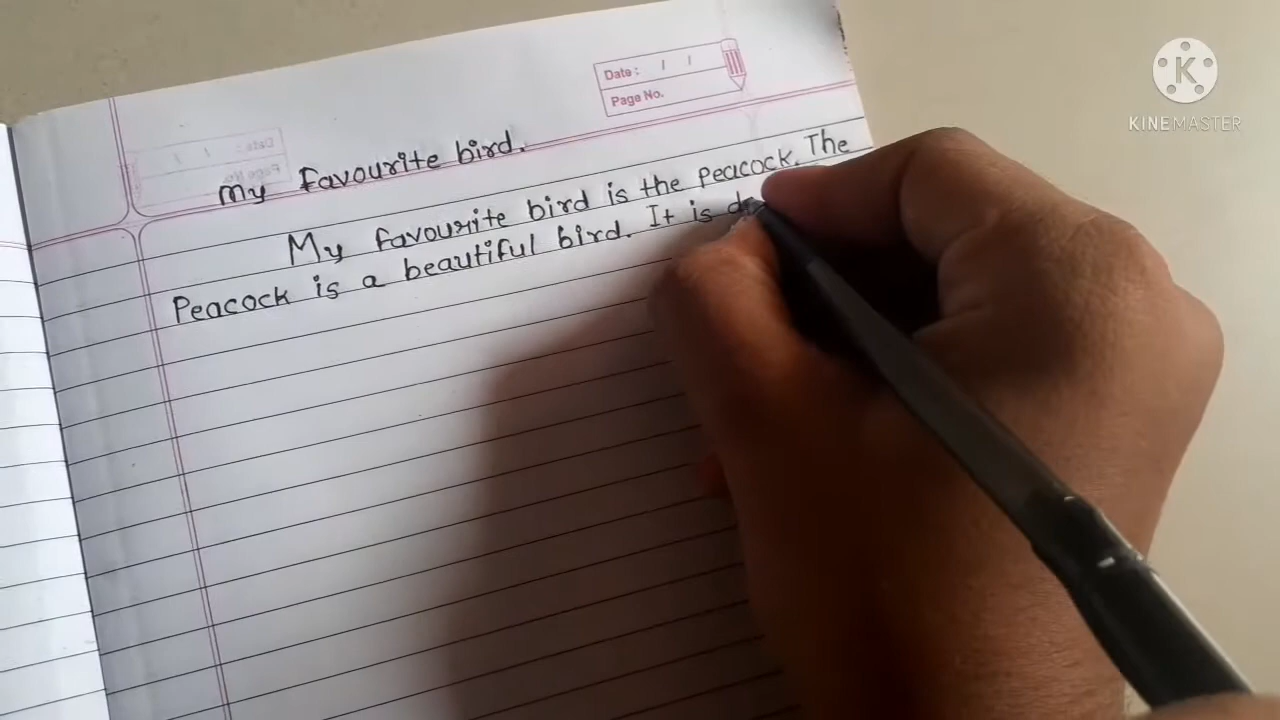 KINEMASTER
Date : / /
Page No.
My Favourite bird.
My favourite bird is the Peacock. The
Peacock is a beautiful bird. It is